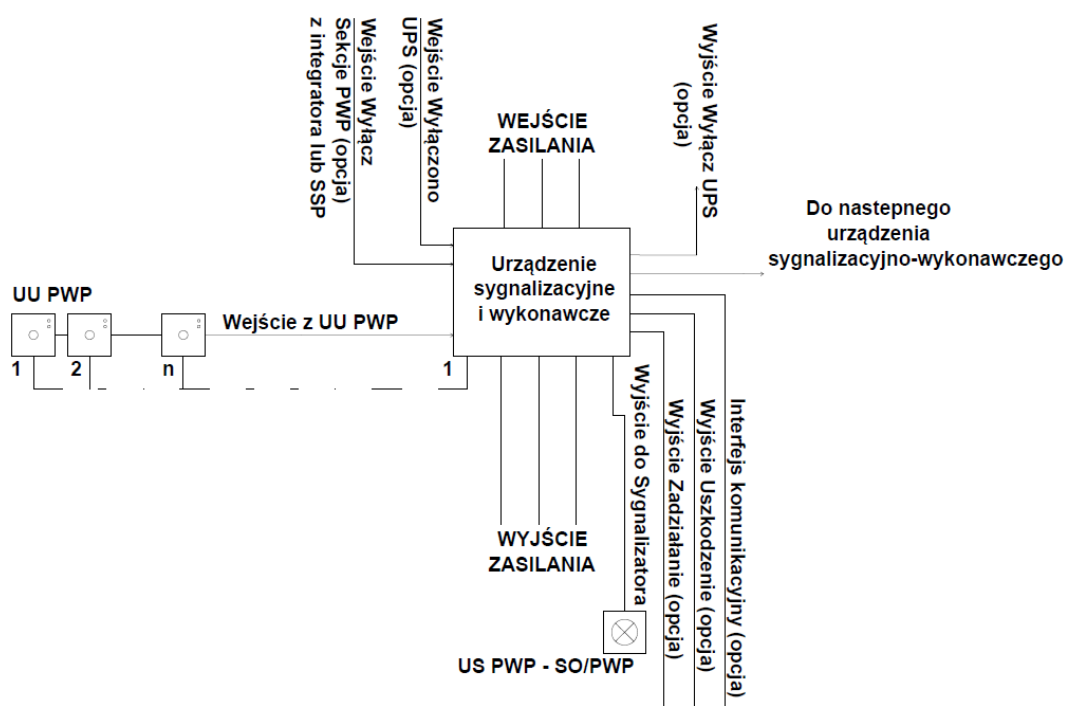 Wejście Wyłącz
Sekcje PWP (opcja)
z integratora lub SSP
Wejście Wyłączono
UPS (opcja)
WEJŚCIE
ZASILANIA
Wyjście Wyłącz UPS
(opcja)
Do nastepnego
urządzenia
sygnalizacyjno-wykonawczego
Urządzenie
sygnalizacyjne
i wykonawcze
UU PWP
Wejście z UU PWP
1
2
n
1
Wyjście do Sygnalizatora
Wyjście Zadziałanie (opcja)
Wyjście Uszkodzenie (opcja)
Interfejs komunikacyjny (opcja)
WYJŚCIE
ZASILANIA
US PWP - SO/PWP